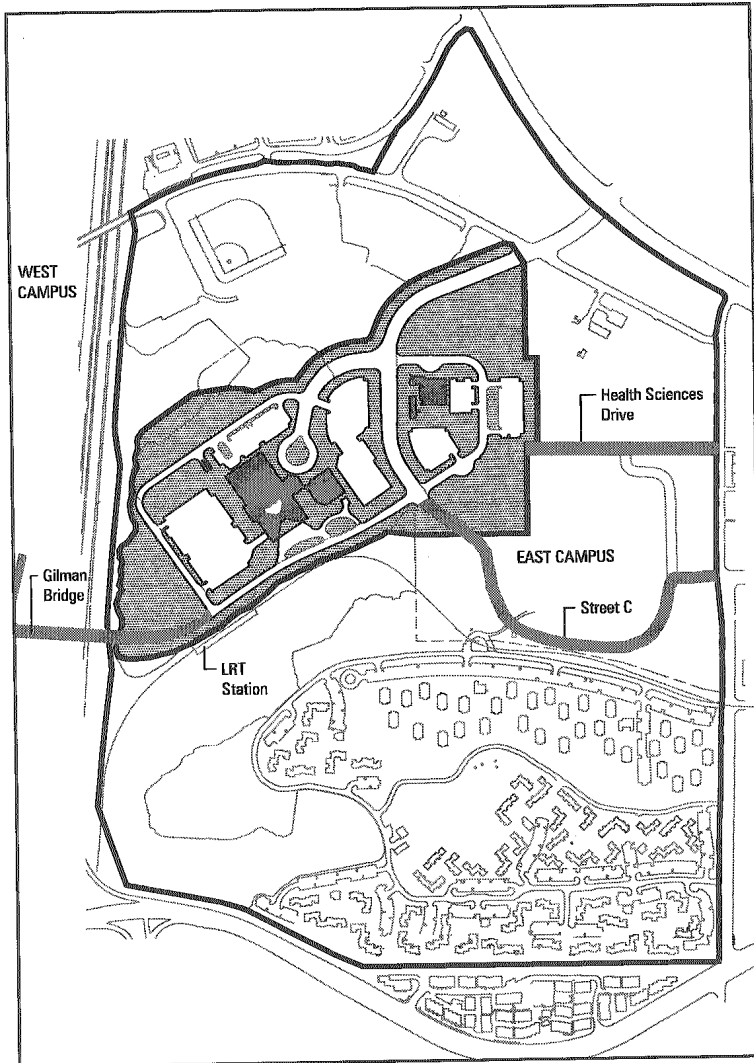 WEST
CAMPUS
Health Sciences
Drive
EAST CAMPUS
Gilman
Bridge
Street C
LRT
Station